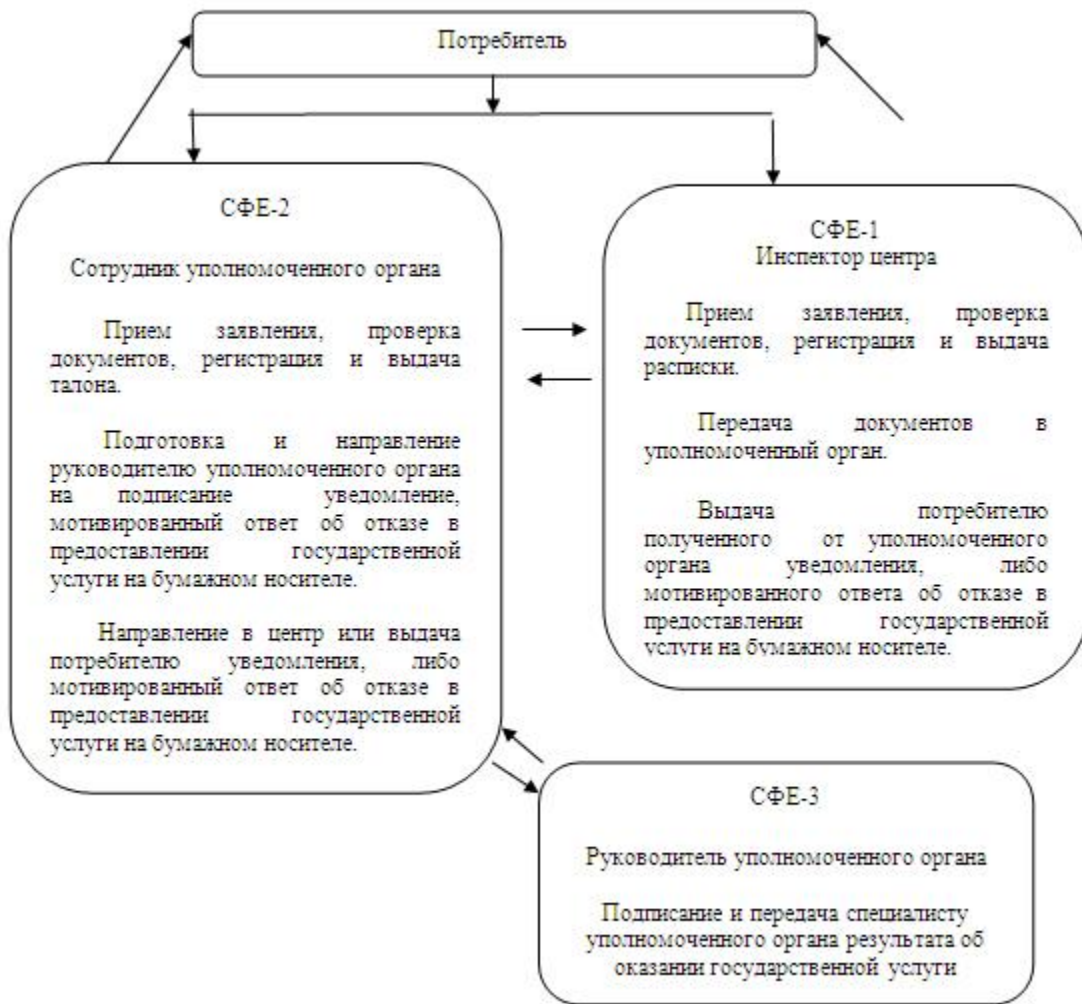 Потребитель
СФЕ-2
Сотрудник уполномоченного органа
Прием заявления, проверка
документов, регистрация и выдача
талона.
Подготовка и направление
руководителю уполномоченного органа
на подписание уведомление,
мотивированный ответ об отказе в
предоставлении государственной
услуги на бумажном носителе.
Направление в центр или выдача
потребителю уведомления, либо
мотивированный ответ об отказе в
предоставлении государственной
услуги на бумажном носителе.
СФЕ-1
Инспектор центра
Прием заявления, проверка
документов, регистрация и выдача
расписки.
Передача документов в
уполномоченный орган.
Выдача потребителю
полученного от уполномоченного
органа уведомления, либо
мотивированного ответа об отказе в
предоставлении государственной
услуги на бумажном носителе.
СФЕ-3
Руководитель уполномоченного органа
Подписание и передача специалисту
уполномоченного органа результата об
оказании государственной услуги